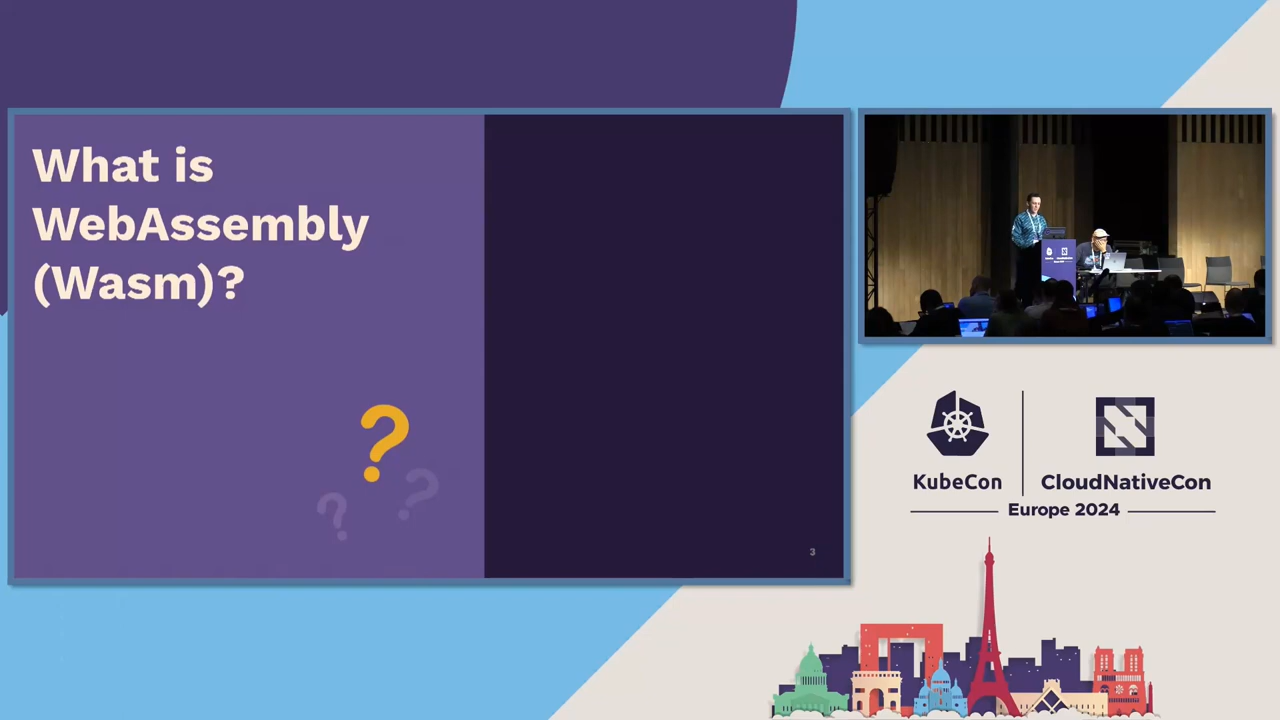 What is
WebAssembly
(Wasm)?
?
?
?
3
KubeCon
CloudNativeCon
Europe 2024